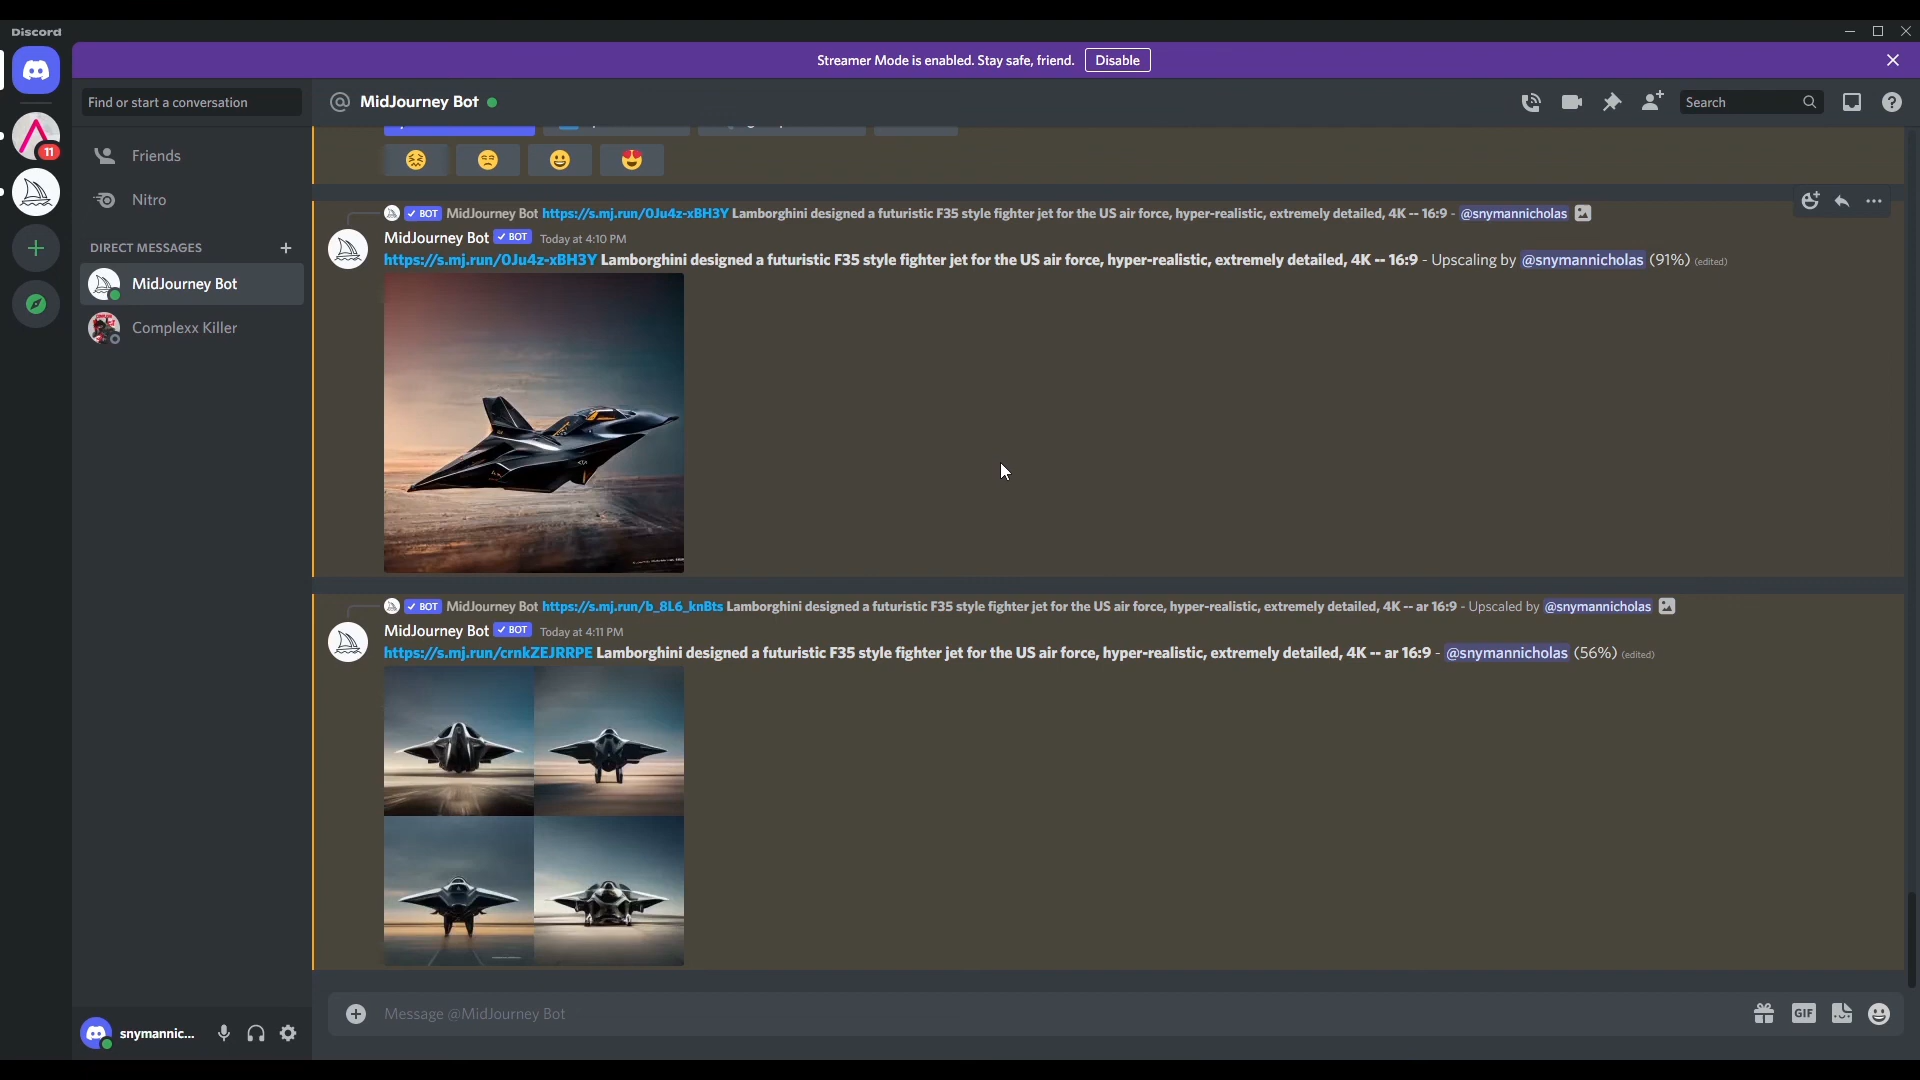 Discord
Streamer Mode is enabled. Stay safe, friend. Disable
Find or start a conversation
MidJourney Bot
Search
Friends
Nitro
DIRECT MESSAGES
11
MidJourney Bot
Complexx Killer
BOT MidJourney Bot https://s.mj.run/0Ju4z-xBH3Y Lamborghini designed a futuristic F35 style fighter jet for the US air force, hyper-realistic, extremely detailed, 4K -- 16:9 - @snymannicholas
MidJourney Bot BOT Today at 4:10 PM
https://s.mj.run/0Ju4z-xBH3Y Lamborghini designed a futuristic F35 style fighter jet for the US air force, hyper-realistic, extremely detailed, 4K -- 16:9 - Upscaling by @snymannicholas (91%) (edited)
BOT MidJourney Bot https://s.mj.run/b_8L6_knBts Lamborghini designed a futuristic F35 style fighter jet for the US air force, hyper-realistic, extremely detailed, 4K -- ar 16:9 - Upscaled by @snymannicholas
MidJourney Bot BOT Today at 4:11 PM
https://s.mj.run/crnkZEJRRPE Lamborghini designed a futuristic F35 style fighter jet for the US air force, hyper-realistic, extremely detailed, 4K -- ar 16:9 - @snymannicholas (56%) (edited)
Message @MidJourney Bot
GIF
snymannic...